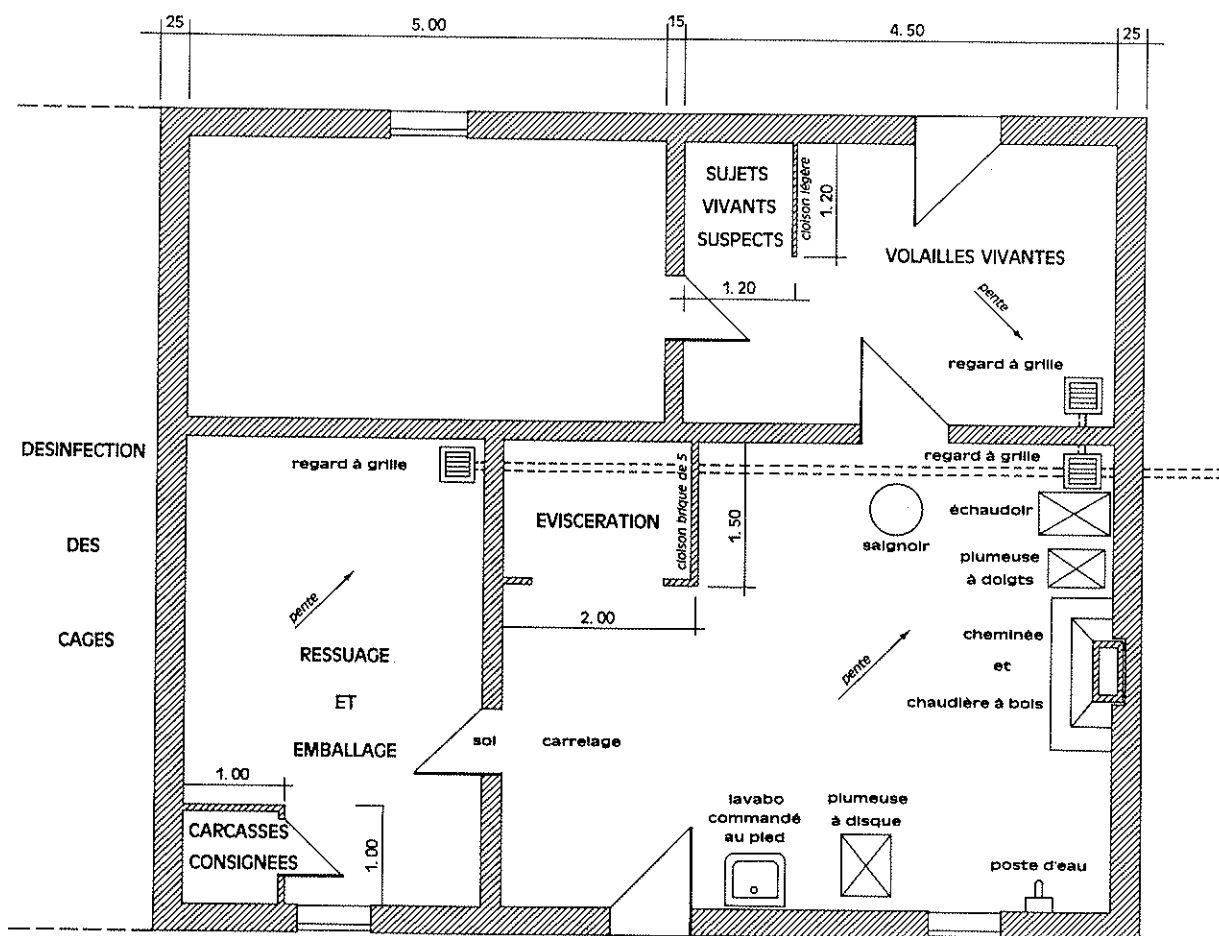 25
5.00
15
4.50
25
SUJETS
VIVANTS
SUSPECTS
cloison légère
1.20
1.20
VOLAILLES VIVANTES
pente
regard à grille
DESINFECTION
DES
CAGES
regard à grille
pente
RESSUAGE
ET
EMBALLAGE
1.00
CARCASSES
CONSIGNEES
1.00
EVISCERATION
cloison brique de 5
1.50
2.00
sol carrelage
regard à grille
saignoir
échaudoir
plumeuse
à doigts
cheminée
et
chaudière à bois
pente
lavabo
commandé
au pied
plumeuse
à disque
poste d'eau